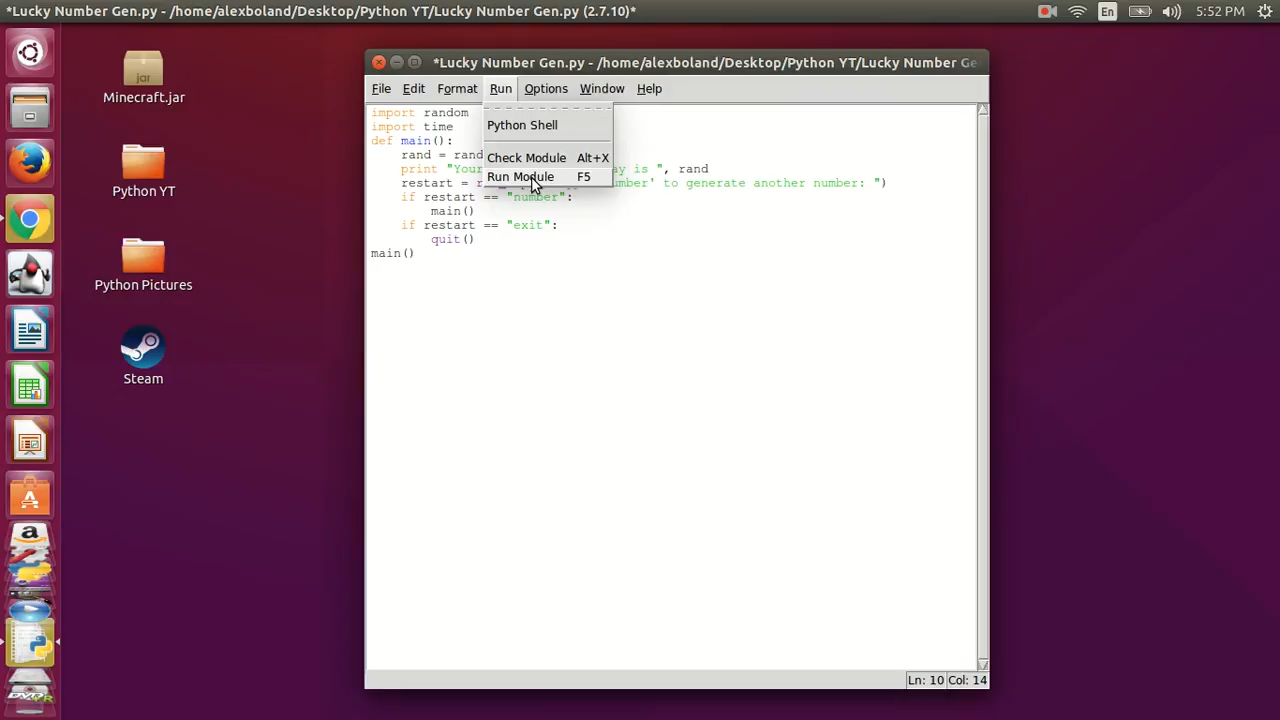 *Lucky Number Gen.py - /home/alexboland/Desktop/Python YT/Lucky Number Gen.py (2.7.10)*
En
5:52 PM
jar
Minecraft.jar
Python YT
Python Pictures
Steam
*Lucky Number Gen.py - /home/alexboland/Desktop/Python YT/Lucky Number Ge
File Edit Format Run Options Window Help
Python Shell
Check Module Alt+X
Run Module F5
import random
import time
def main():
rand = rand
print "Your ay is ", rand
restart = umber' to generate another number: ")
if restart == "number":
main()
if restart == "exit":
quit()
main()
Ln: 10 Col: 14